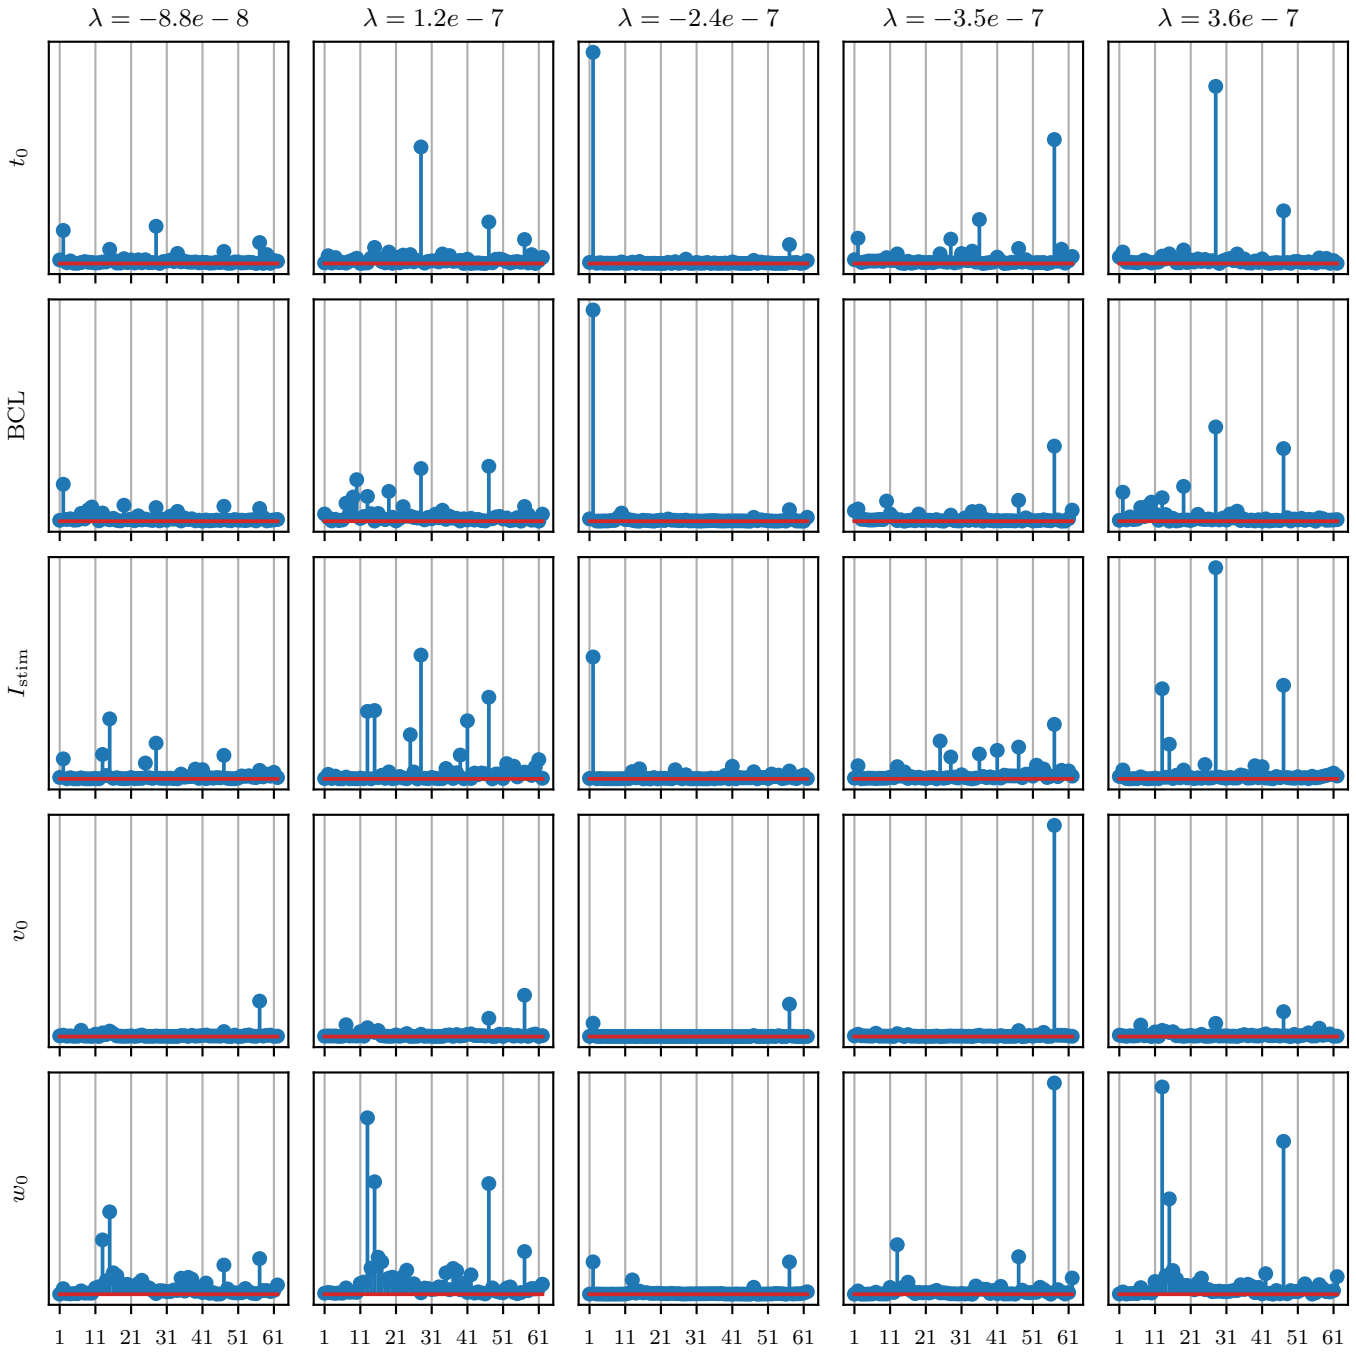 λ = −8.8e − 8 λ = 1.2e − 7 λ = −2.4e − 7 λ = −3.5e − 7 λ = 3.6e − 7
t₀
BCL
I_stim
v₀
w₀
1 11 21 31 41 51 61 1 11 21 31 41 51 61 1 11 21 31 41 51 61 1 11 21 31 41 51 61 1 11 21 31 41 51 61